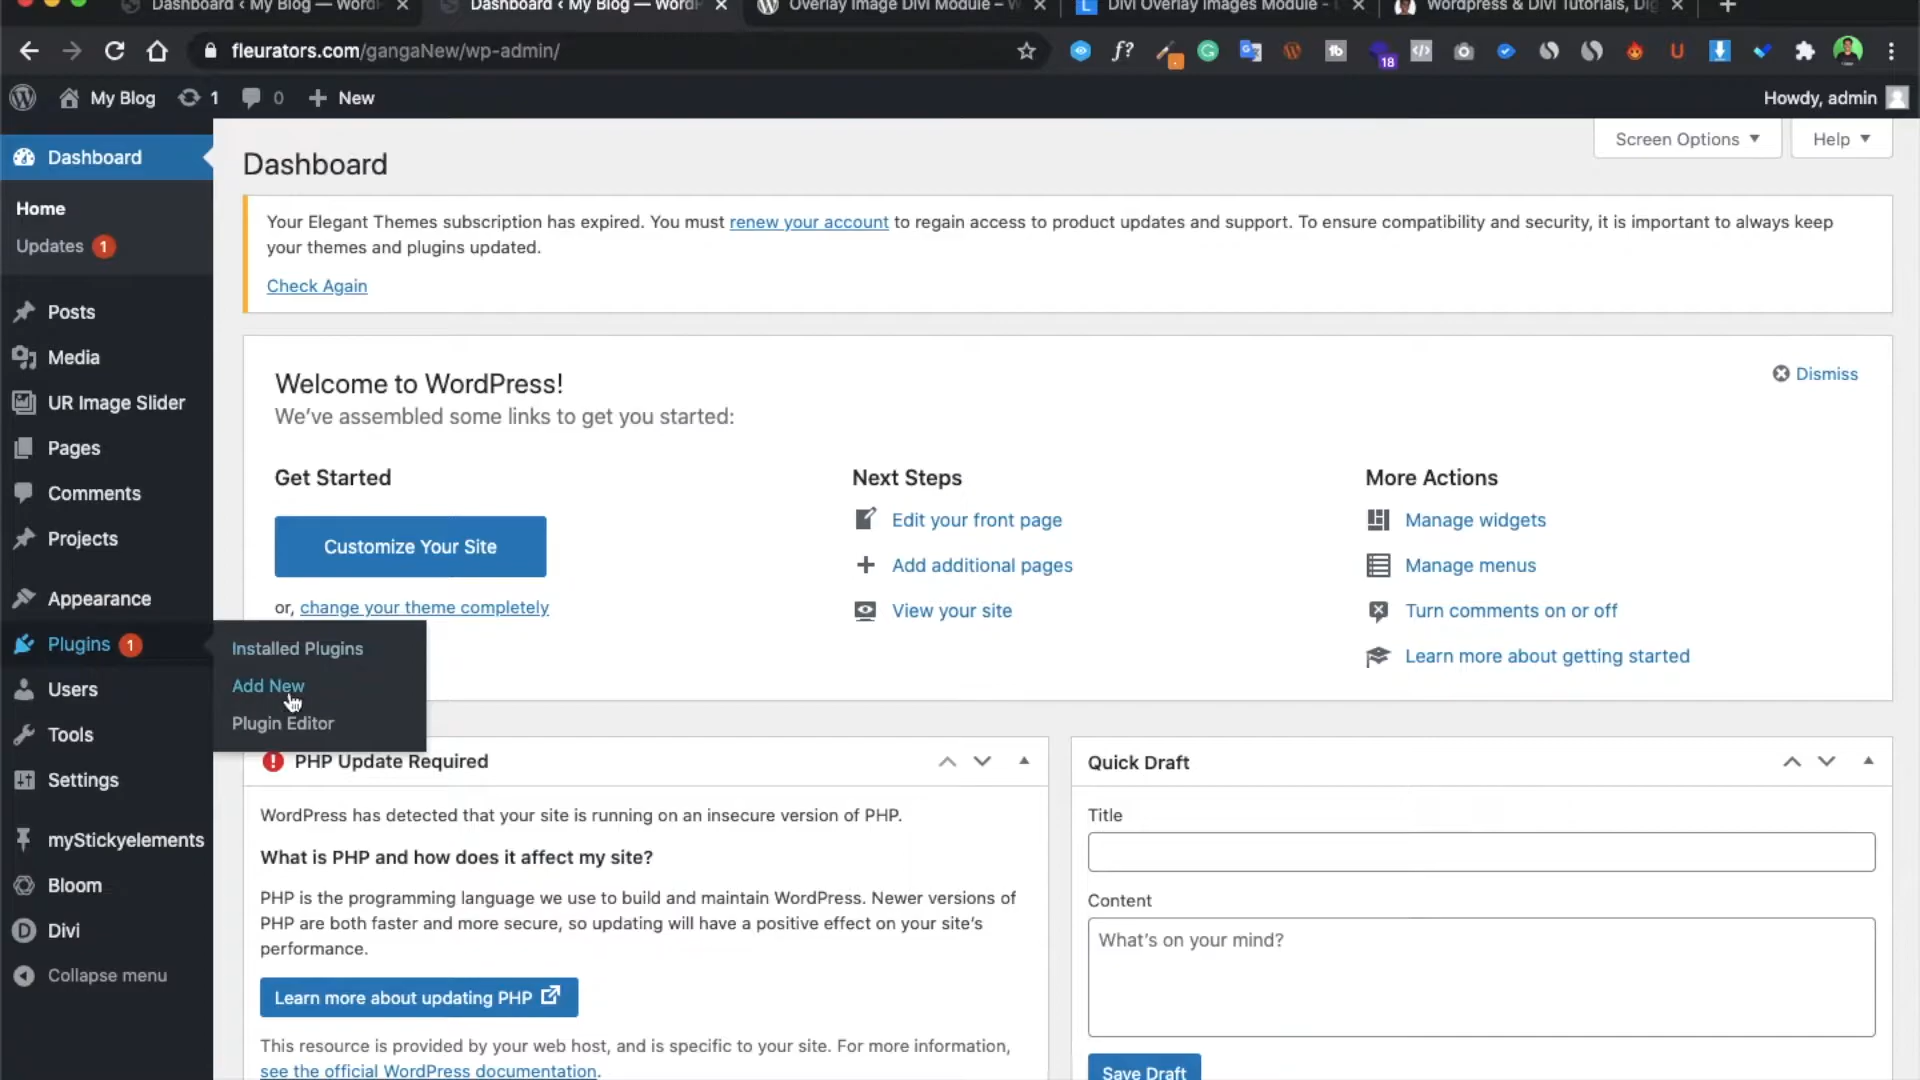 Dashboard ‹ My Blog — Word
Dashboard ‹ My Blog — WordP
Overlay Image Divi Module – W
Divi Overlay Images Module -
Wordpress & Divi Tutorials, Dig
fleurators.com/gangaNew/wp-admin/
18
My Blog
1
0
New
Howdy, admin
Dashboard
Home
Updates 1
Posts
Media
UR Image Slider
Pages
Comments
Projects
Appearance
Plugins 1
Users
Tools
Settings
myStickyelements
Bloom
Divi
Collapse menu
Installed Plugins
Add New
Plugin Editor
Screen Options
Help
Dashboard
Your Elegant Themes subscription has expired. You must renew your account to regain access to product updates and support. To ensure compatibility and security, it is important to always keep
your themes and plugins updated.
Check Again
Welcome to WordPress!
We’ve assembled some links to get you started:
Dismiss
Get Started
Customize Your Site
or, change your theme completely
Next Steps
Edit your front page
Add additional pages
View your site
More Actions
Manage widgets
Manage menus
Turn comments on or off
Learn more about getting started
PHP Update Required
WordPress has detected that your site is running on an insecure version of PHP.
What is PHP and how does it affect my site?
PHP is the programming language we use to build and maintain WordPress. Newer versions of
PHP are both faster and more secure, so updating will have a positive effect on your site’s
performance.
Learn more about updating PHP
This resource is provided by your web host, and is specific to your site. For more information,
see the official WordPress documentation.
Quick Draft
Title
Content
What’s on your mind?
Save Draft